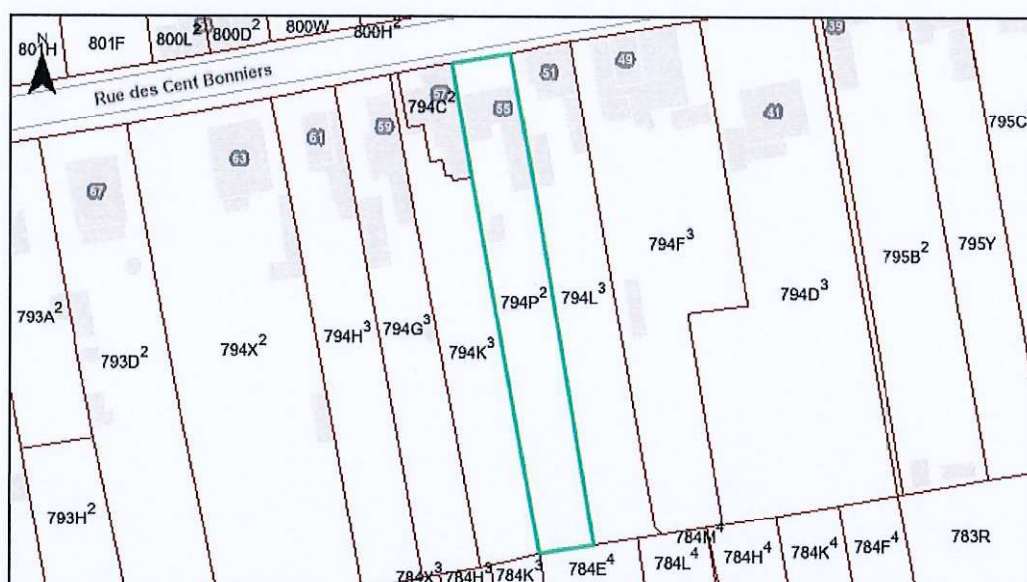 N
801H
801F
800L²
800D²
800W
800H²
Rue des Cent Bonniers
39
51
49
57
55
41
794C²
59
61
63
67
795C
794F³
795B²
795Y
794P²
794L³
794D³
793A²
793D²
794X²
794H³
794G³
794K³
793H²
784X³
784H³
784K³
784E⁴
784L⁴
784M⁴
784H⁴
784K⁴
784F⁴
783R